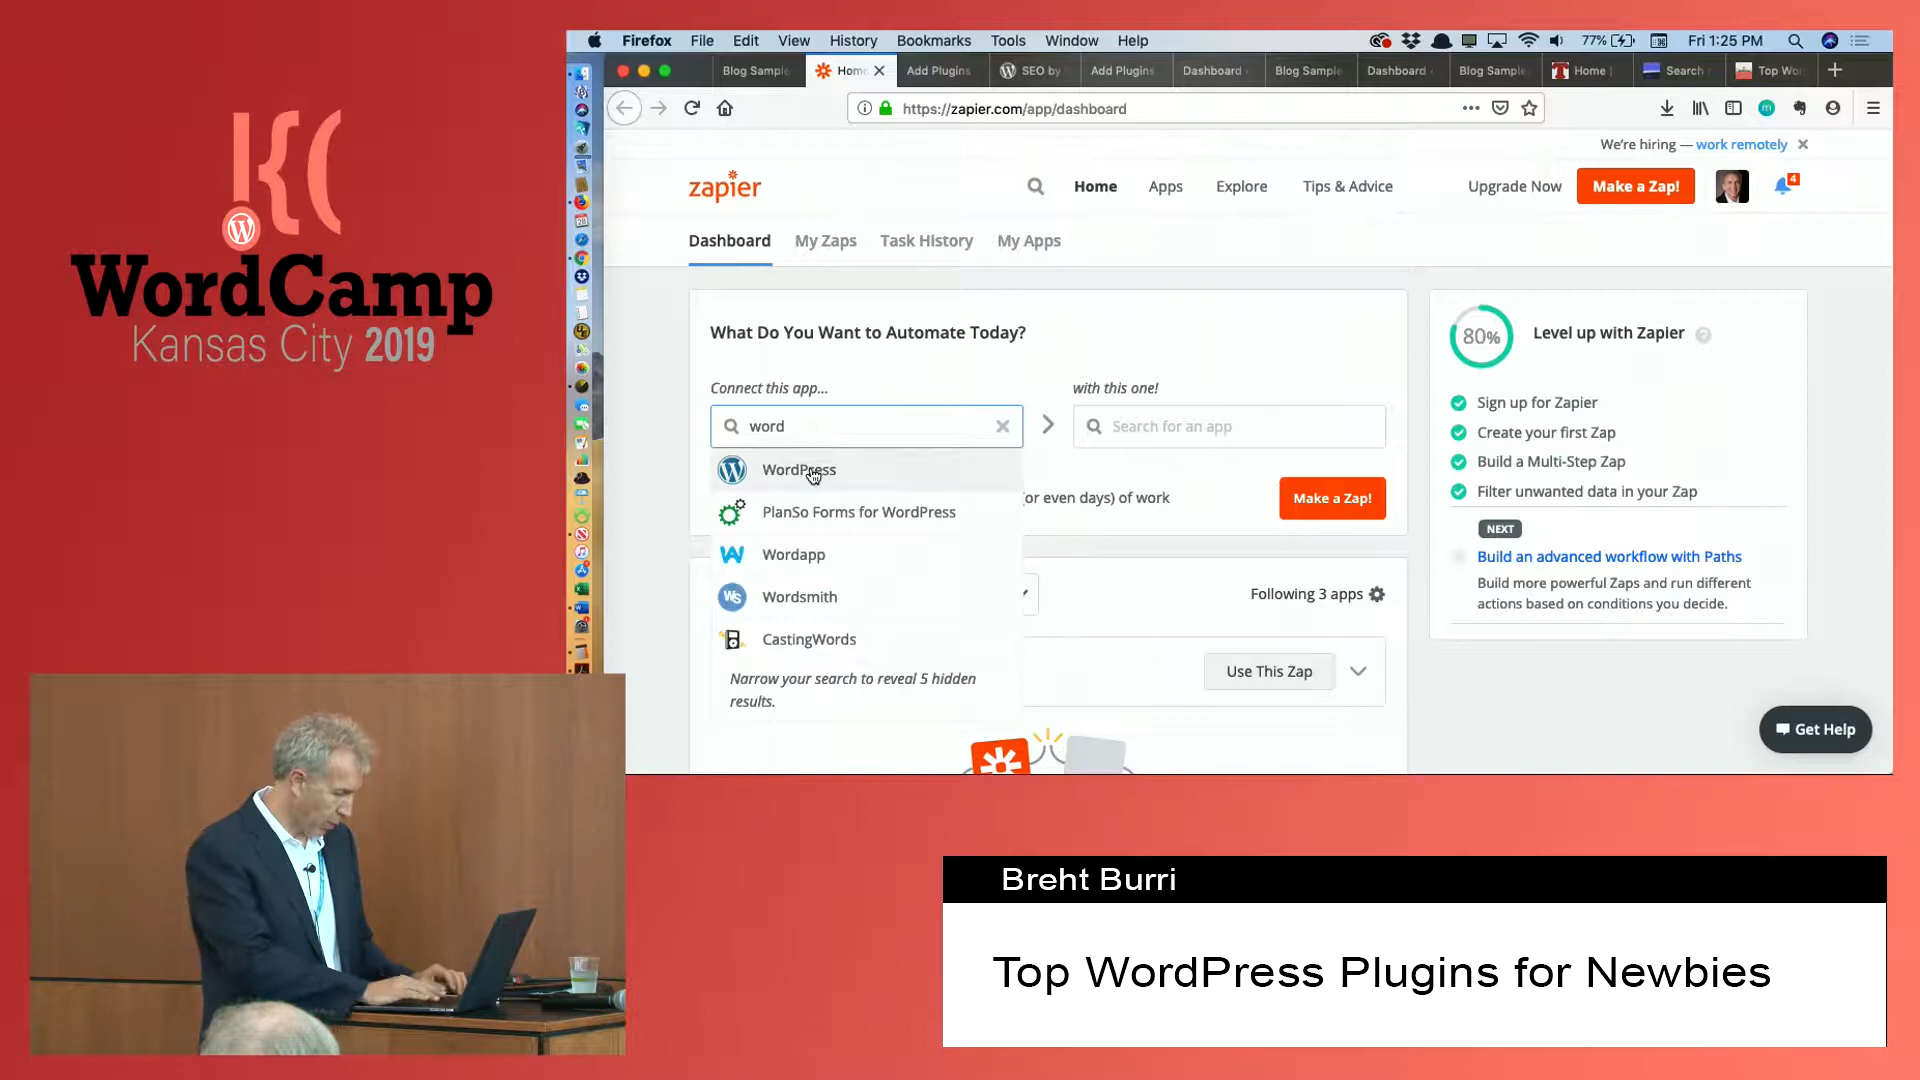 WordCamp
Kansas City 2019
Firefox File Edit View History Bookmarks Tools Window Help
77% Fri 1:25 PM
Blog Sample Home Add Plugins SEO by Add Plugins Dashboard Blog Sample Dashboard Blog Sample Home | Search Top Wo
https://zapier.com/app/dashboard
We're hiring — work remotely
zapier
Home Apps Explore Tips & Advice Upgrade Now Make a Zap! 4
Dashboard My Zaps Task History My Apps
What Do You Want to Automate Today?
Connect this app...
with this one!
word
Search for an app
WordPress
PlanSo Forms for WordPress
Wordapp
Wordsmith
WS
CastingWords
Narrow your search to reveal 5 hidden
results.
(or even days) of work
Make a Zap!
Following 3 apps
Use This Zap
80%
Level up with Zapier
Sign up for Zapier
Create your first Zap
Build a Multi-Step Zap
Filter unwanted data in your Zap
NEXT
Build an advanced workflow with Paths
Build more powerful Zaps and run different
actions based on conditions you decide.
Get Help
Breht Burri
Top WordPress Plugins for Newbies